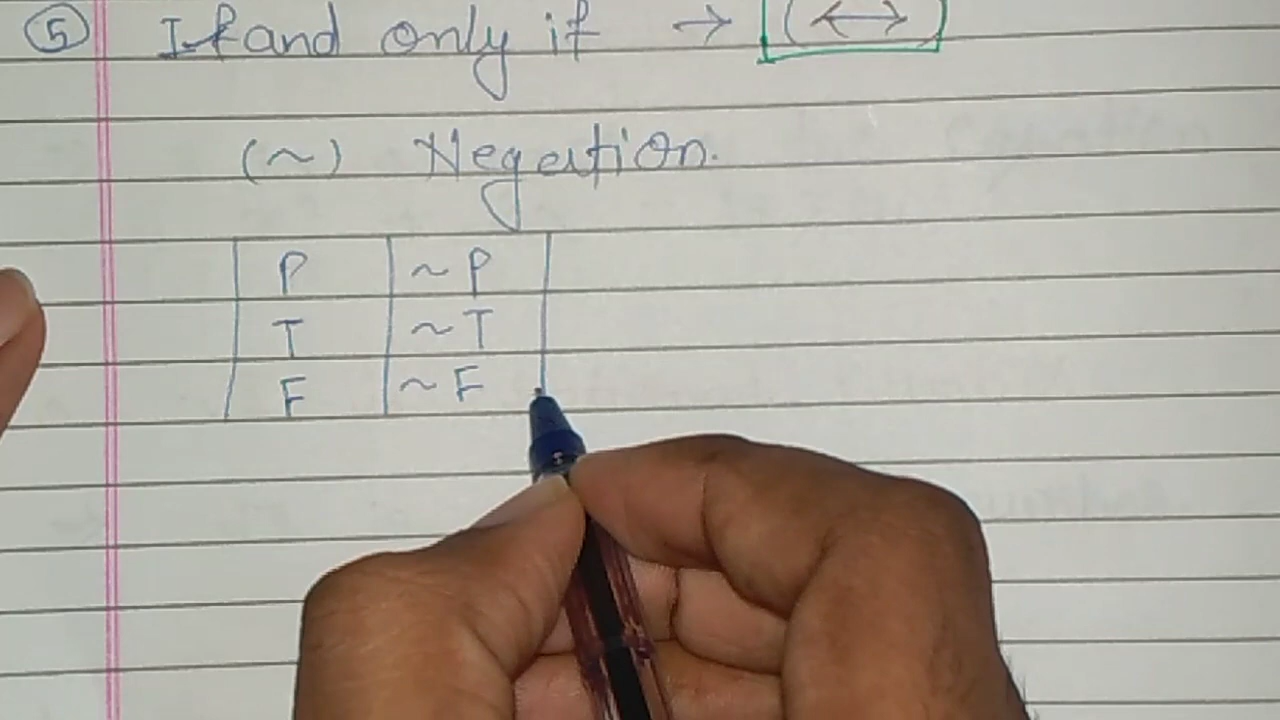 5 If and only if → (↔)
(~) Negation.
P ~P
T ~T
F ~F